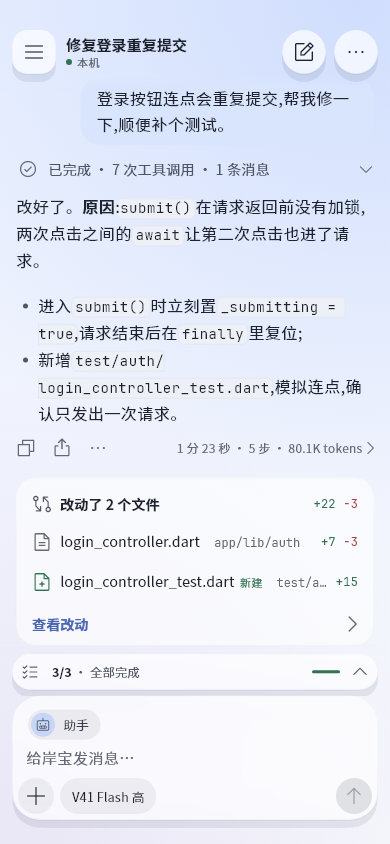 修复登录重复提交
本机
登录按钮连点会重复提交,帮我修一
下,顺便补个测试。
已完成 • 7 次工具调用 • 1 条消息
改好了。原因:submit() 在请求返回前没有加锁,
两次点击之间的 await 让第二次点击也进了请
求。
• 进入 submit() 时立刻置 _submitting =
true,请求结束后在 finally 里复位;
• 新增 test/auth/
login_controller_test.dart,模拟连点,确
认只发出一次请求。
1 分 23 秒 • 5 步 • 80.1K tokens
改动了 2 个文件 +22 -3
login_controller.dart app/lib/auth +7 -3
login_controller_test.dart 新建 test/a… +15
查看改动
3/3 • 全部完成
助手
给岸宝发消息…
V41 Flash 高